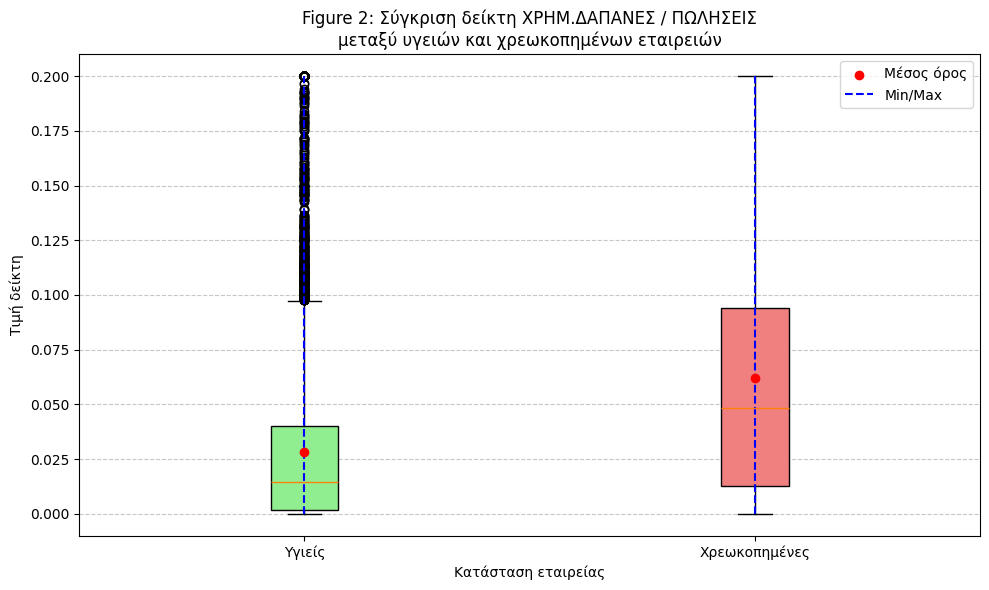 Figure 2: Σύγκριση δείκτη ΧΡΗΜ.ΔΑΠΑΝΕΣ / ΠΩΛΗΣΕΙΣ
μεταξύ υγειών και χρεωκοπημένων εταιρειών
Μέσος όρος
Min/Max
0.200
0.175
0.150
0.125
0.100
0.075
0.050
0.025
0.000
Τιμή δείκτη
Υγιείς
Χρεωκοπημένες
Κατάσταση εταιρείας